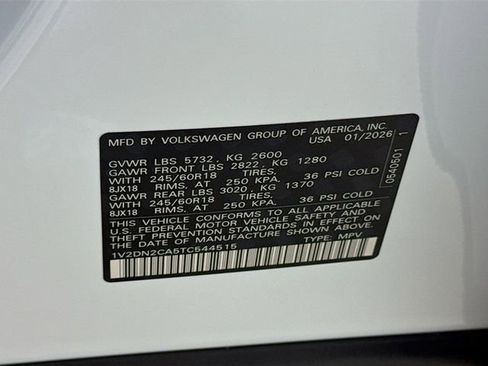 MFD BY VOLKSWAGEN GROUP OF AMERICA, INC.
USA 01/2026
GVWR LBS 5732, KG 2600
GAWR FRONT LBS 2822, KG 1280
WITH 245/60R18 36 PSI COLD
8JX18 RIMS, AT 250 KPA,
GAWR REAR LBS 3020, KG 1370
WITH 245/60R18 36 PSI COLD
8JX18 RIMS, AT 250 KPA,
THIS VEHICLE CONFORMS TO ALL APPLICABLE
U.S. FEDERAL MOTOR VEHICLE SAFETY AND
THEFT PREVENTION STANDARDS IN EFFECT ON
THE DATE OF MANUFACTURE SHOWN ABOVE.
1V2DN2CA5TC544515 TYPE: MPV
0540501 1